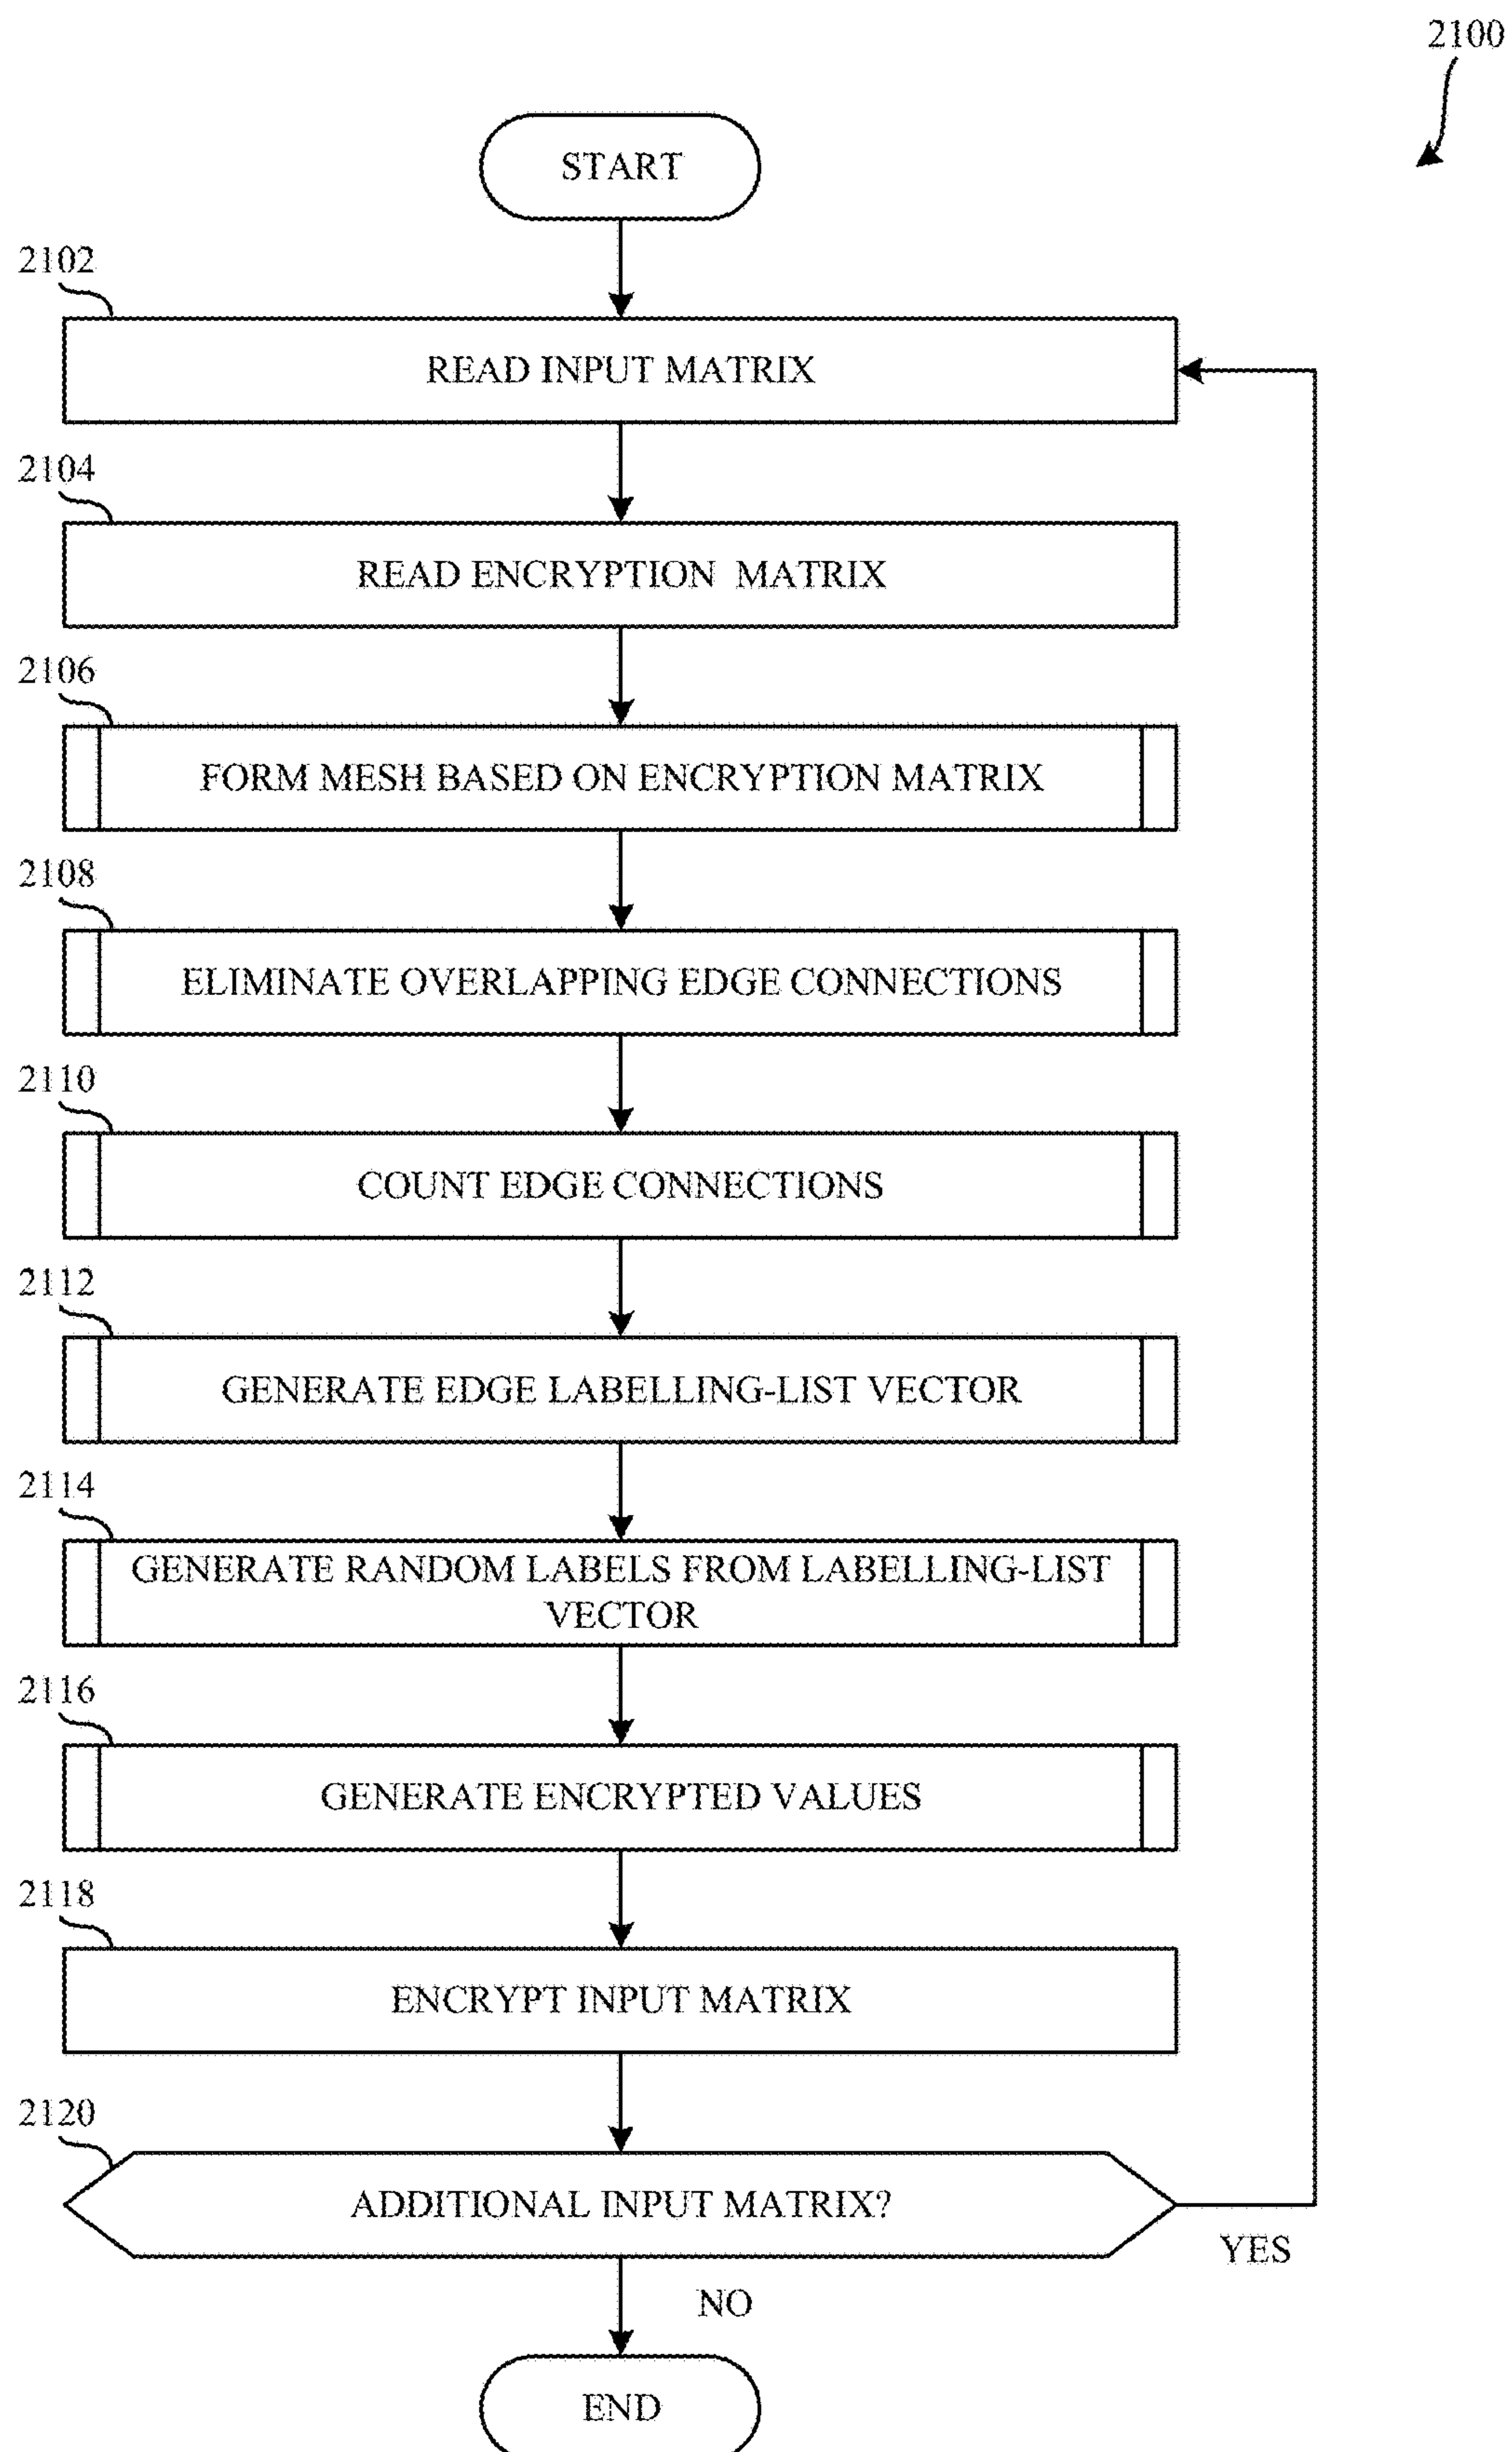 2100
START
2102
READ INPUT MATRIX
2104
READ ENCRYPTION MATRIX
2106
FORM MESH BASED ON ENCRYPTION MATRIX
2108
ELIMINATE OVERLAPPING EDGE CONNECTIONS
2110
COUNT EDGE CONNECTIONS
2112
GENERATE EDGE LABELLING-LIST VECTOR
2114
GENERATE RANDOM LABELS FROM LABELLING-LIST
VECTOR
2116
GENERATE ENCRYPTED VALUES
2118
ENCRYPT INPUT MATRIX
2120
ADDITIONAL INPUT MATRIX?
YES
NO
END